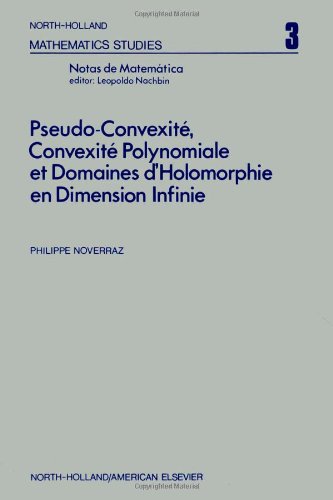 NORTH-HOLLAND
MATHEMATICS STUDIES
3
Notas de Matemática
editor: Leopoldo Nachbin
Pseudo-Convexité,
Convexité Polynomiale
et Domaines d'Holomorphie
en Dimension Infinie
PHILIPPE NOVERRAZ
NORTH-HOLLAND/AMERICAN ELSEVIER